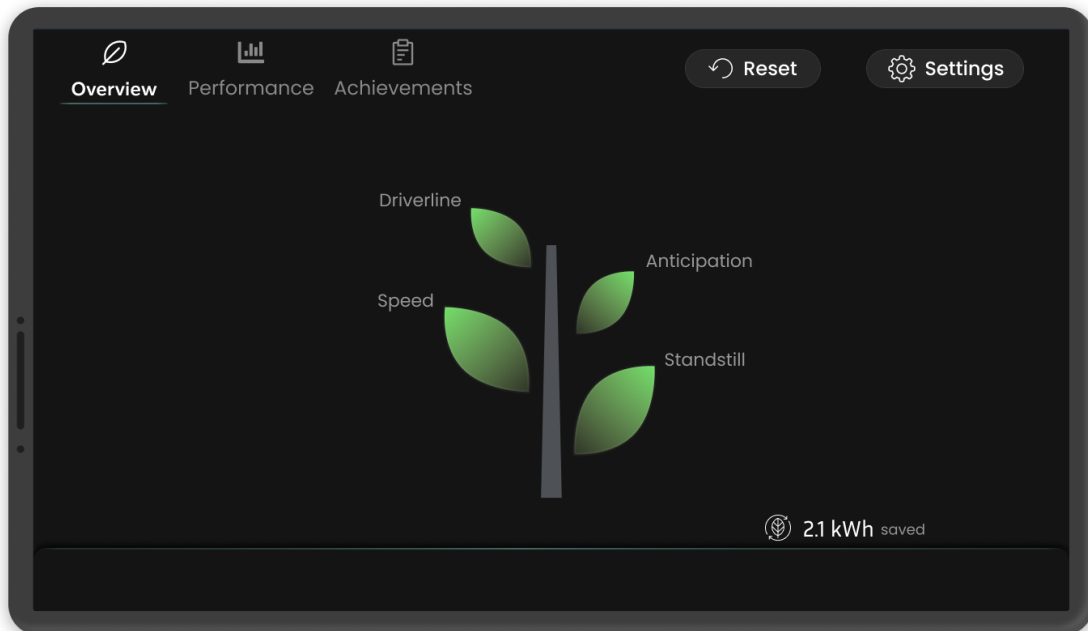 Overview
Performance
Achievements
Reset
Settings
Driverline
Anticipation
Speed
Standstill
2.1 kWh saved